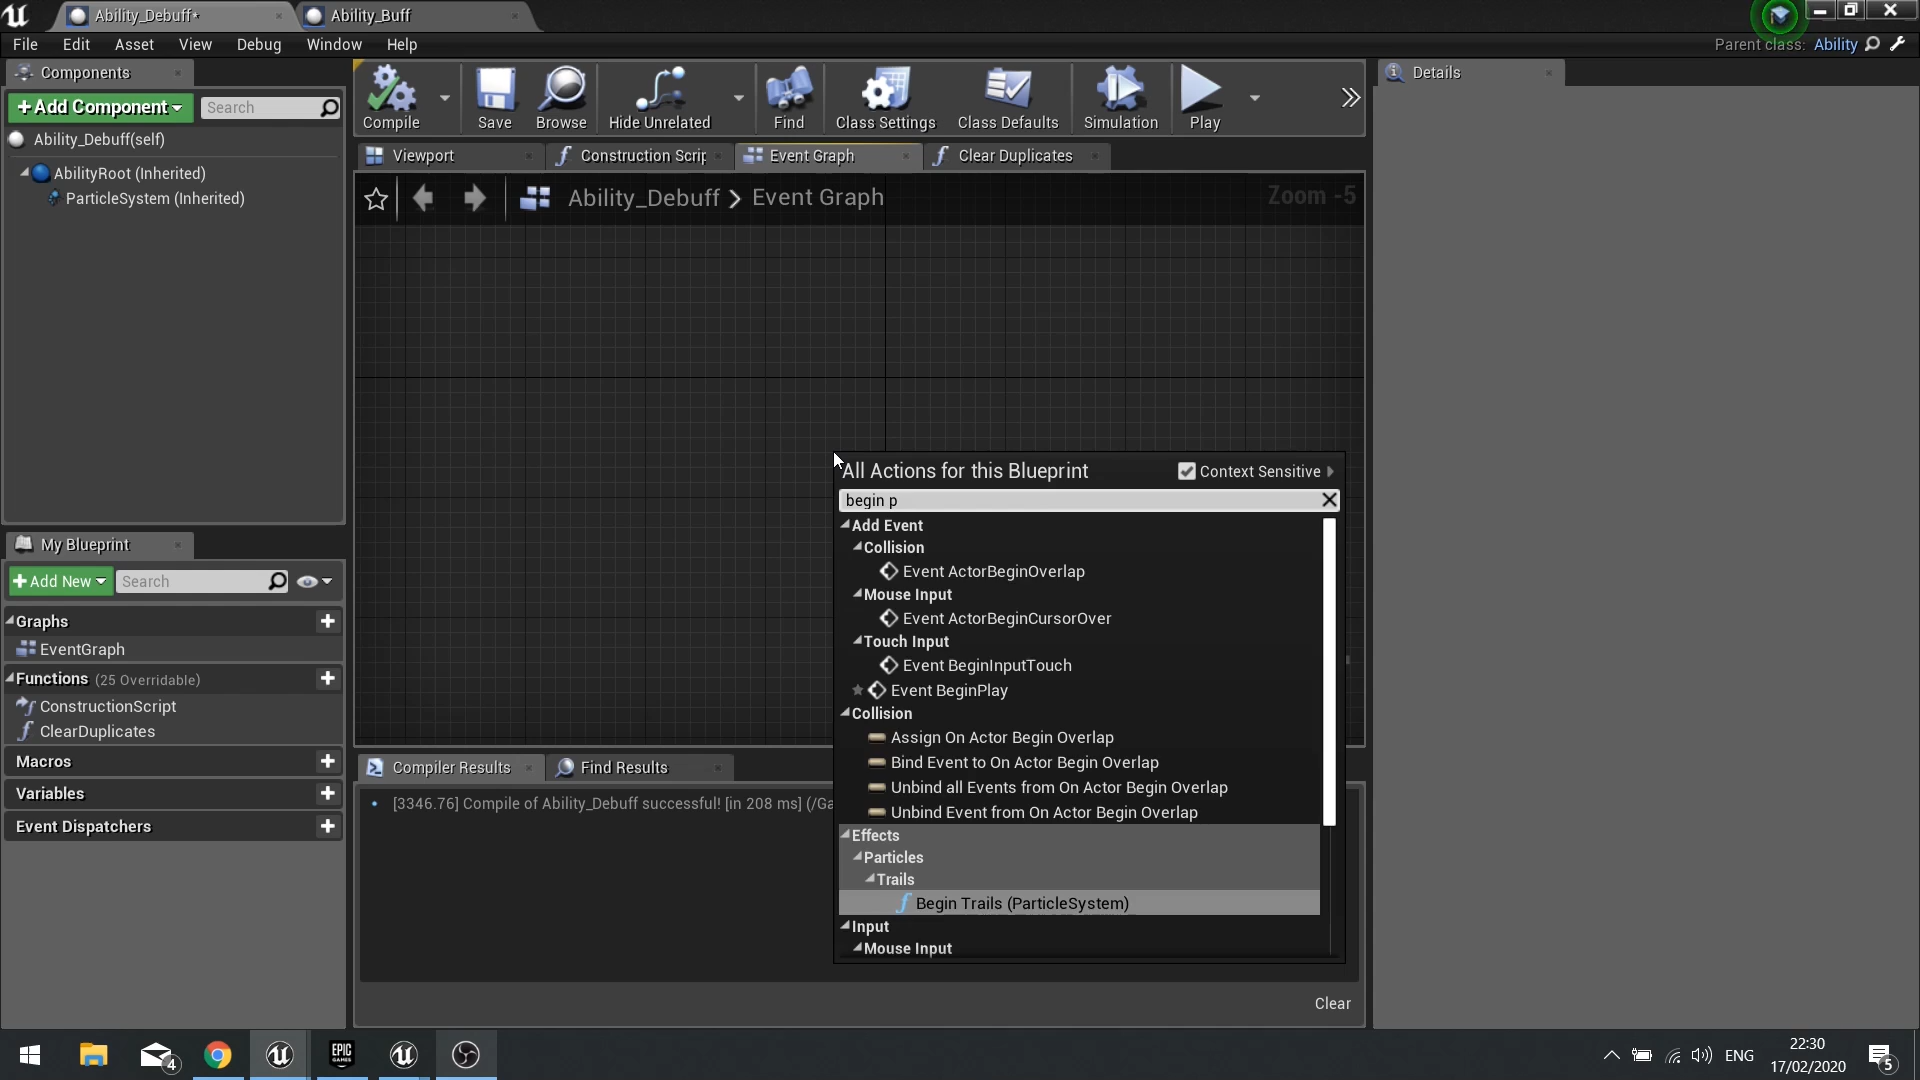 Ability_Debuff*
Ability_Buff
File Edit Asset View Debug Window Help
Parent class: Ability
Components
+Add Component
Search
Ability_Debuff(self)
AbilityRoot (Inherited)
ParticleSystem (Inherited)
Compile
Save
Browse
Hide Unrelated
Find
Class Settings
Class Defaults
Simulation
Play
Details
Viewport
Construction Scrip
Event Graph
Clear Duplicates
Ability_Debuff > Event Graph
Zoom -5
All Actions for this Blueprint
Context Sensitive
begin p
Add Event
Collision
Event ActorBeginOverlap
Mouse Input
Event ActorBeginCursorOver
Touch Input
Event BeginInputTouch
Event BeginPlay
Collision
Assign On Actor Begin Overlap
Bind Event to On Actor Begin Overlap
Unbind all Events from On Actor Begin Overlap
Unbind Event from On Actor Begin Overlap
Effects
Particles
Trails
Begin Trails (ParticleSystem)
Input
Mouse Input
My Blueprint
+Add New
Search
Graphs
EventGraph
Functions (25 Overridable)
ConstructionScript
ClearDuplicates
Macros
Variables
Event Dispatchers
Compiler Results
Find Results
[3346.76] Compile of Ability_Debuff successful! [in 208 ms] (/Ga
Clear
4
EPIC
GAMES
ENG
22:30
17/02/2020
5